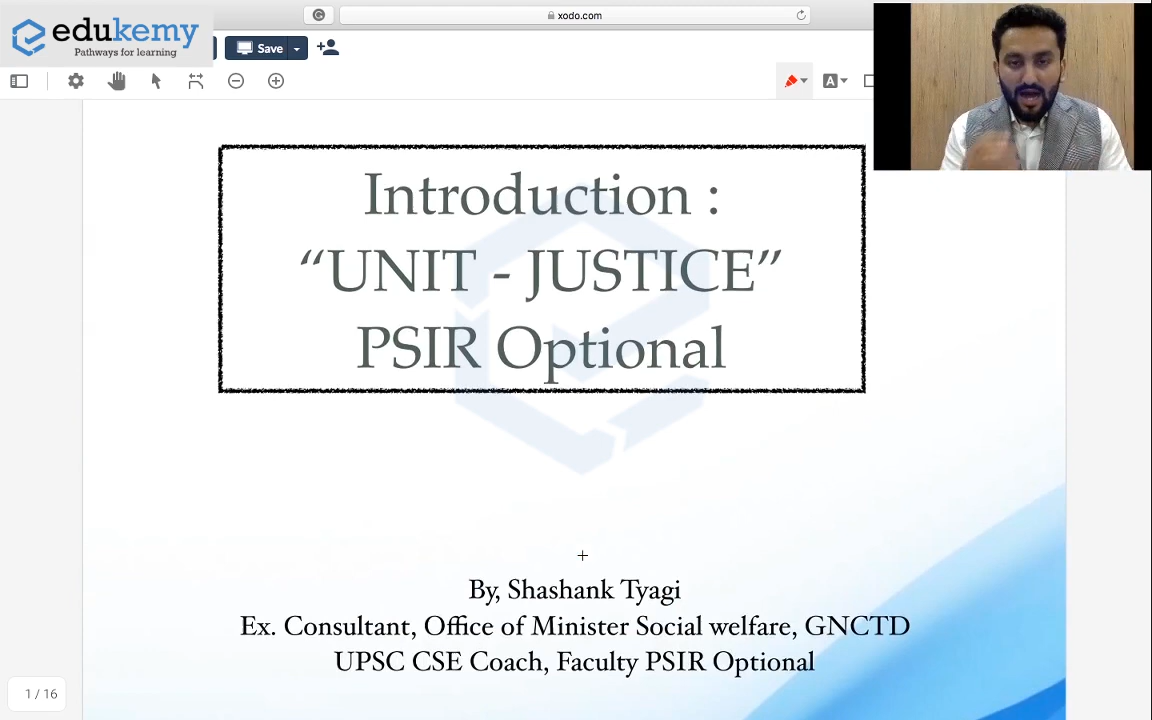 edukemy
Pathways for learning
xodo.com
Save
A
Introduction :
“UNIT - JUSTICE”
PSIR Optional
By, Shashank Tyagi
Ex. Consultant, Office of Minister Social welfare, GNCTD
UPSC CSE Coach, Faculty PSIR Optional
1 / 16